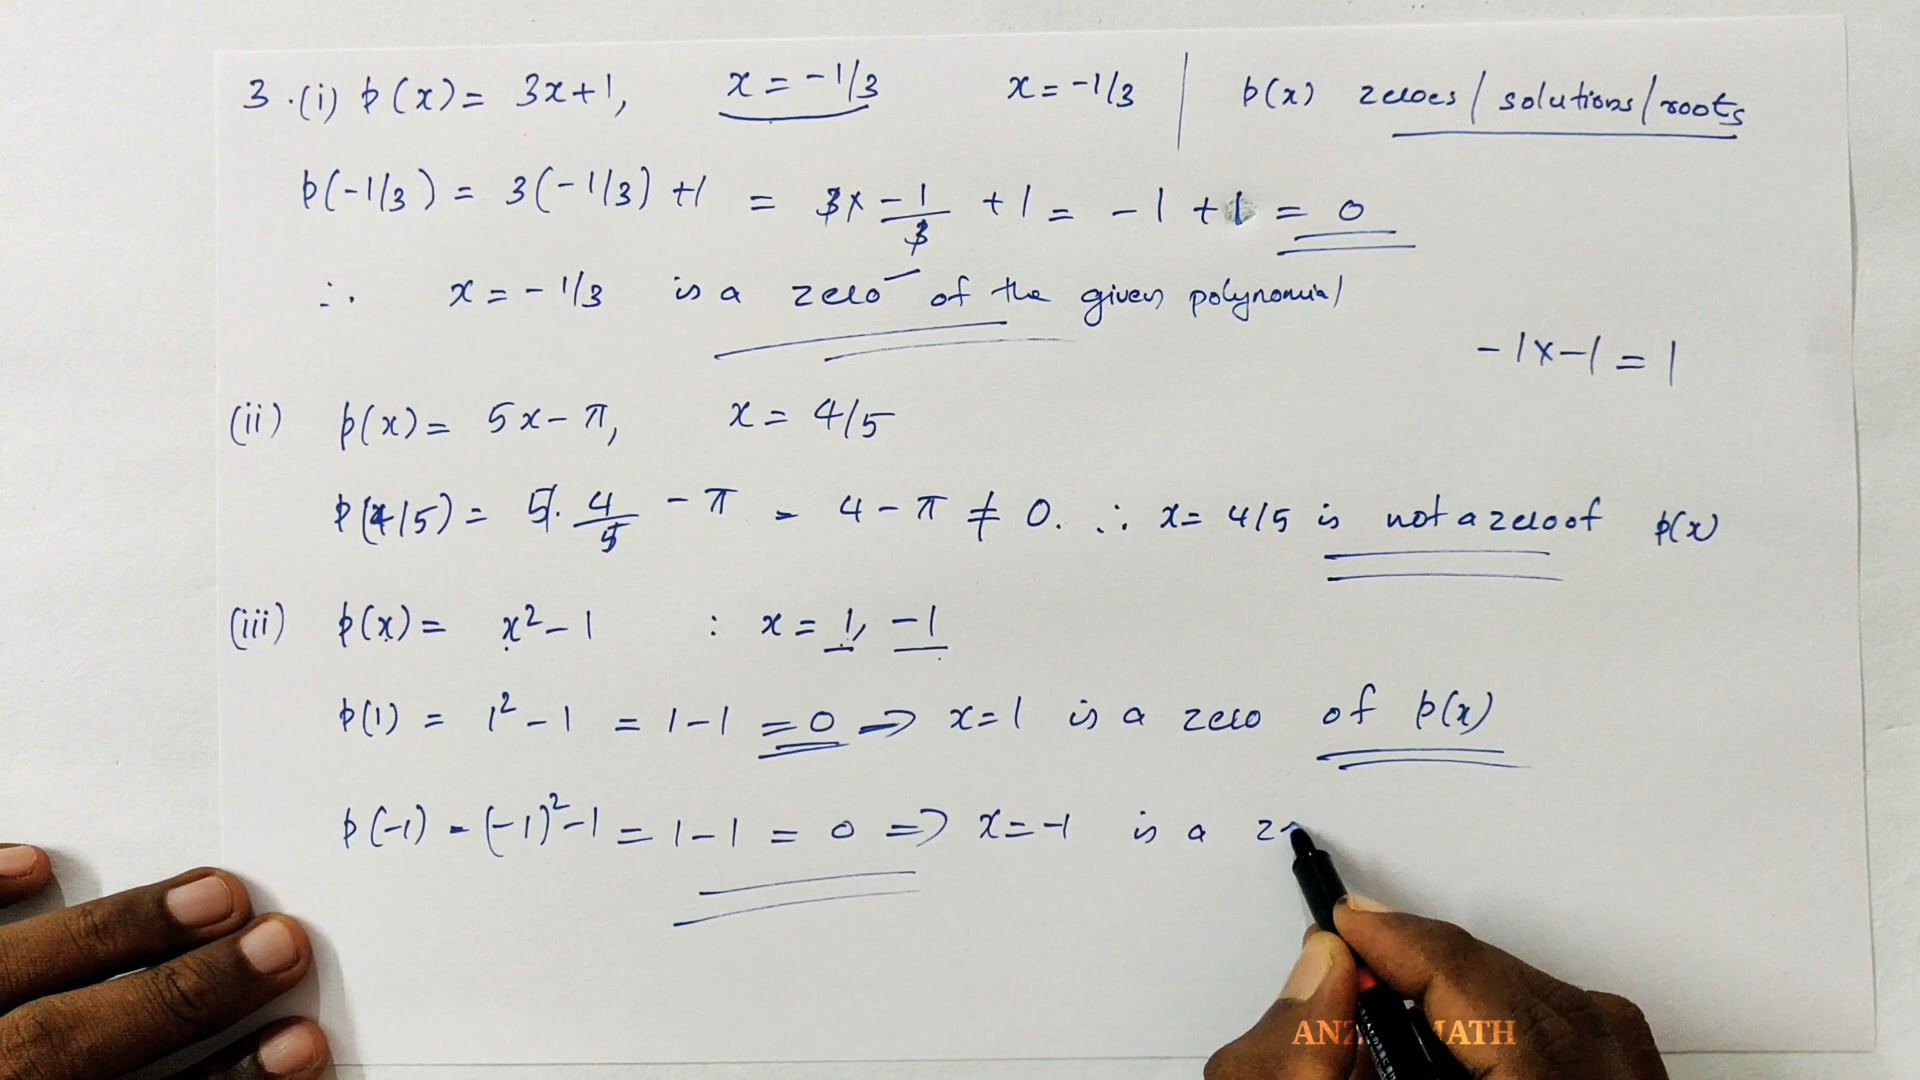 3.(i) p(x) = 3x+1, x = -1/3 x = -1/3 | p(x) zeroes/solutions/roots
p(-1/3) = 3(-1/3) +1 = 3x -1/3 +1 = -1 +1 = 0
∴ x = -1/3 is a zero of the given polynomial
-1x-1 = 1
(ii) p(x) = 5x - π, x = 4/5
p(4/5) = 5. 4/5 - π = 4 - π ≠ 0. ∴ x = 4/5 is not a zero of p(x)
(iii) p(x) = x² - 1 : x = 1, -1
p(1) = 1² - 1 = 1-1 = 0 => x=1 is a zero of p(x)
p(-1) = (-1)² -1 = 1-1 = 0 => x=-1 is a
MATH